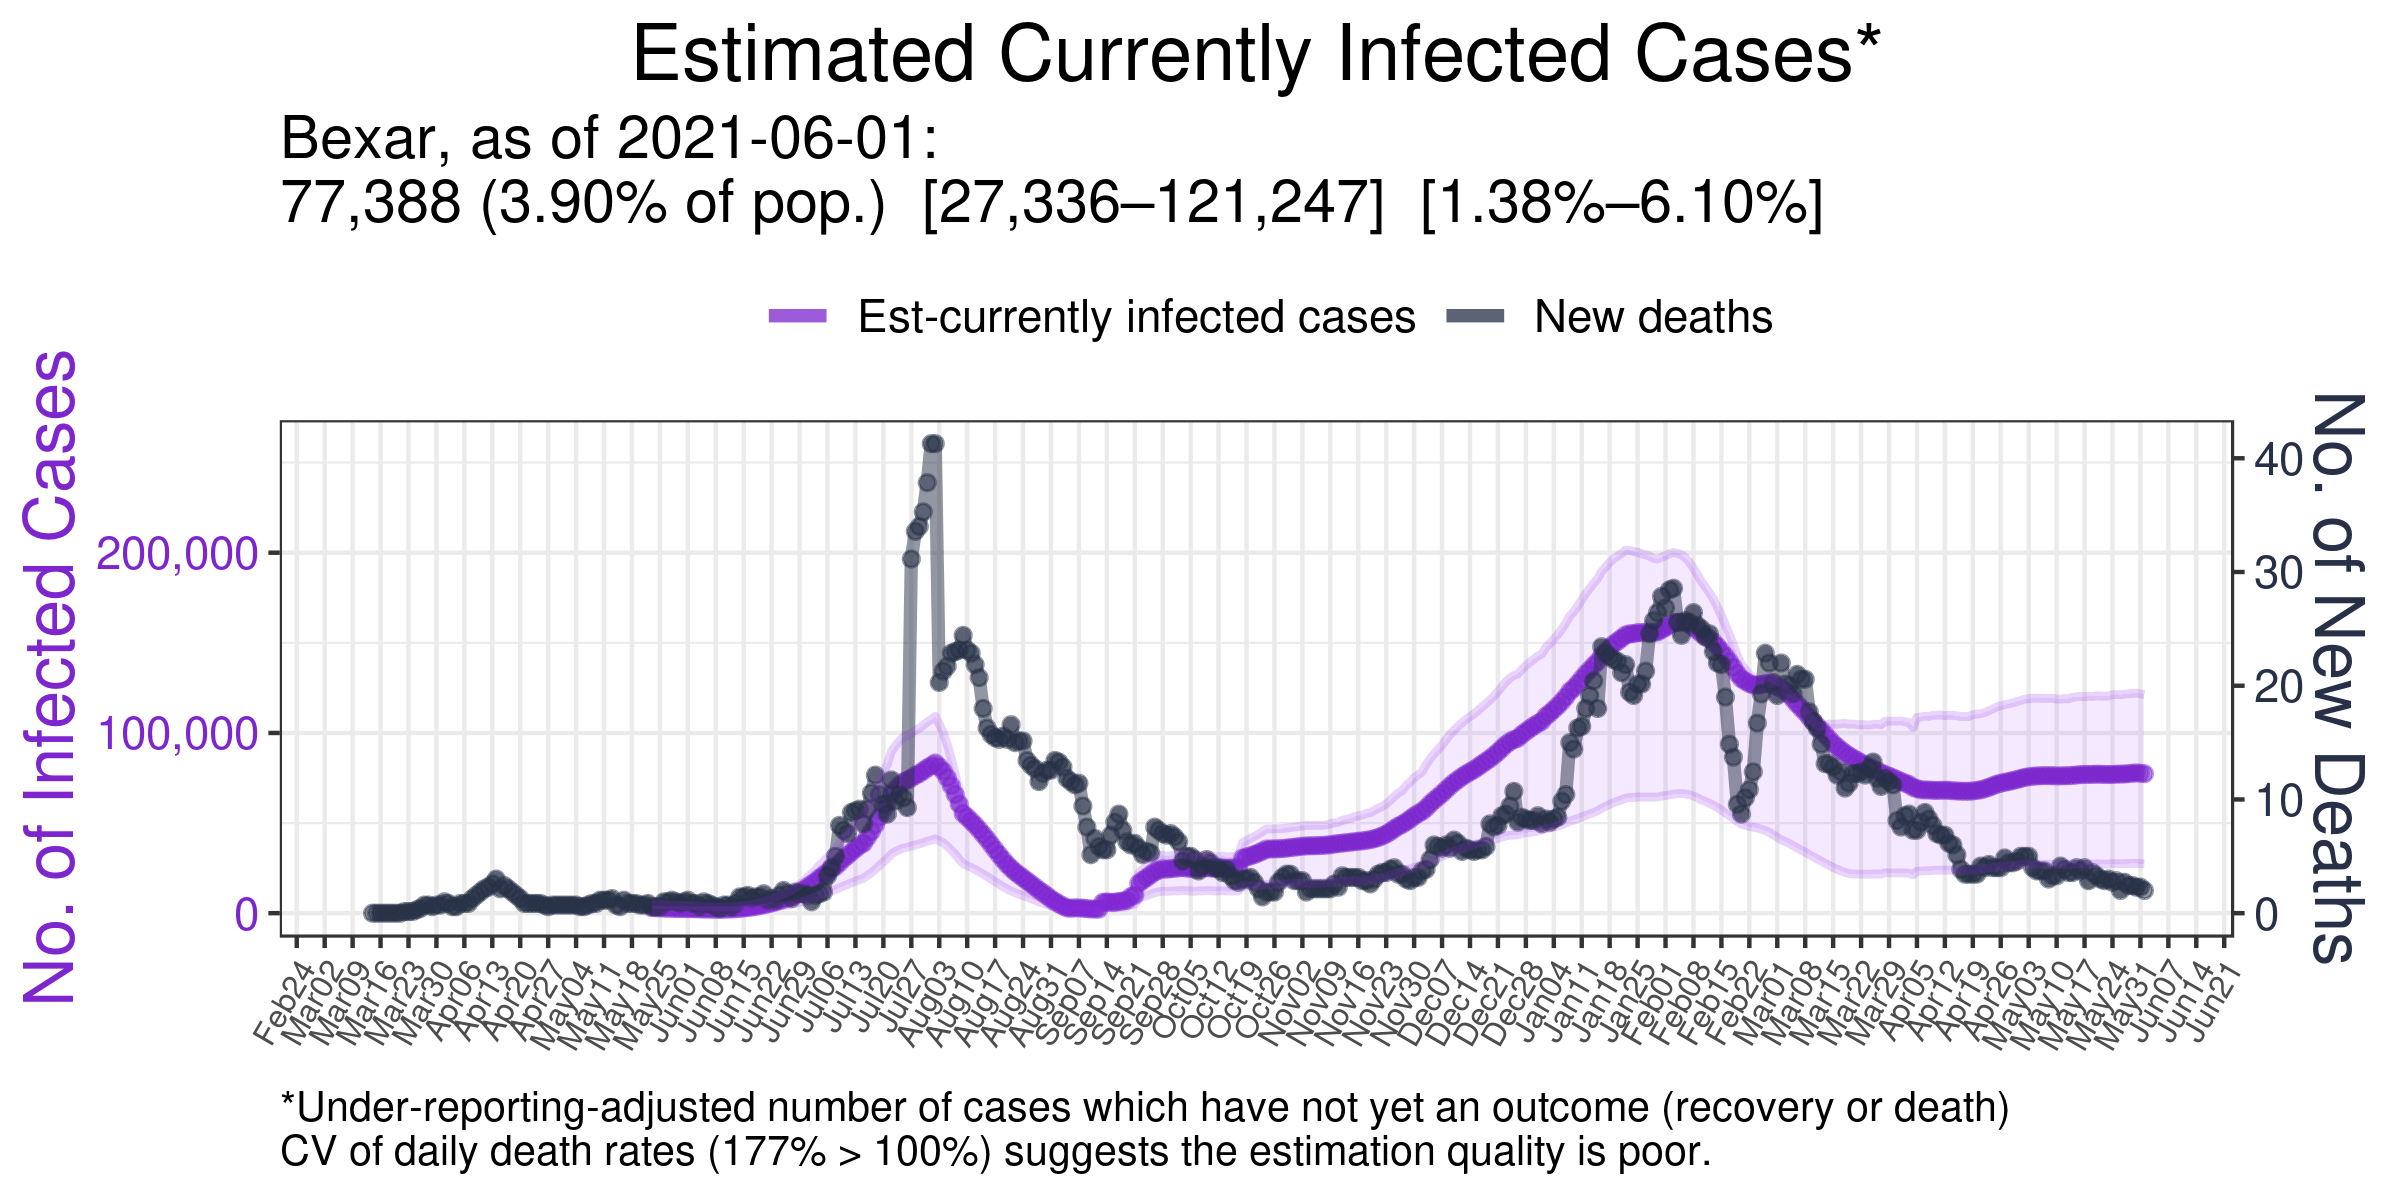 Estimated Currently Infected Cases*
Bexar, as of 2021-06-01:
77,388 (3.90% of pop.) [27,336–121,247] [1.38%–6.10%]
Est-currently infected cases
New deaths
No. of Infected Cases
200,000
100,000
0
40
30
20
10
0
No. of New Deaths
Feb24
Mar02
Mar09
Mar16
Mar23
Mar30
Apr06
Apr13
Apr20
Apr27
May04
May11
May18
May25
Jun01
Jun08
Jun15
Jun22
Jun29
Jul06
Jul13
Jul20
Jul27
Aug03
Aug10
Aug17
Aug24
Aug31
Sep07
Sep14
Sep21
Sep28
Oct05
Oct12
Oct19
Oct26
Nov02
Nov09
Nov16
Nov23
Nov30
Dec07
Dec14
Dec21
Dec28
Jan04
Jan11
Jan18
Jan25
Feb01
Feb08
Feb15
Feb22
Mar01
Mar08
Mar15
Mar22
Mar29
Apr05
Apr12
Apr19
Apr26
May03
May10
May17
May24
May31
Jun07
Jun14
Jun21
*Under-reporting-adjusted number of cases which have not yet an outcome (recovery or death)
CV of daily death rates (177% > 100%) suggests the estimation quality is poor.